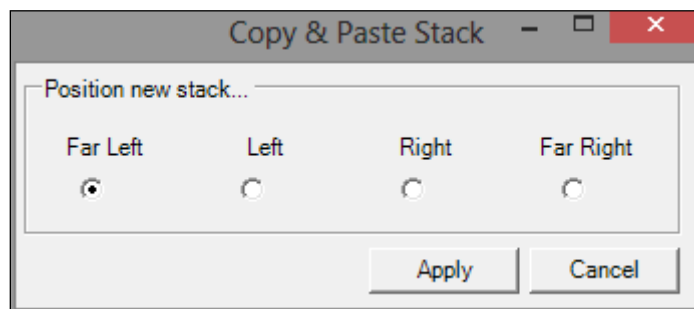 Copy & Paste Stack
Position new stack...
Far Left Left Right Far Right
Apply Cancel